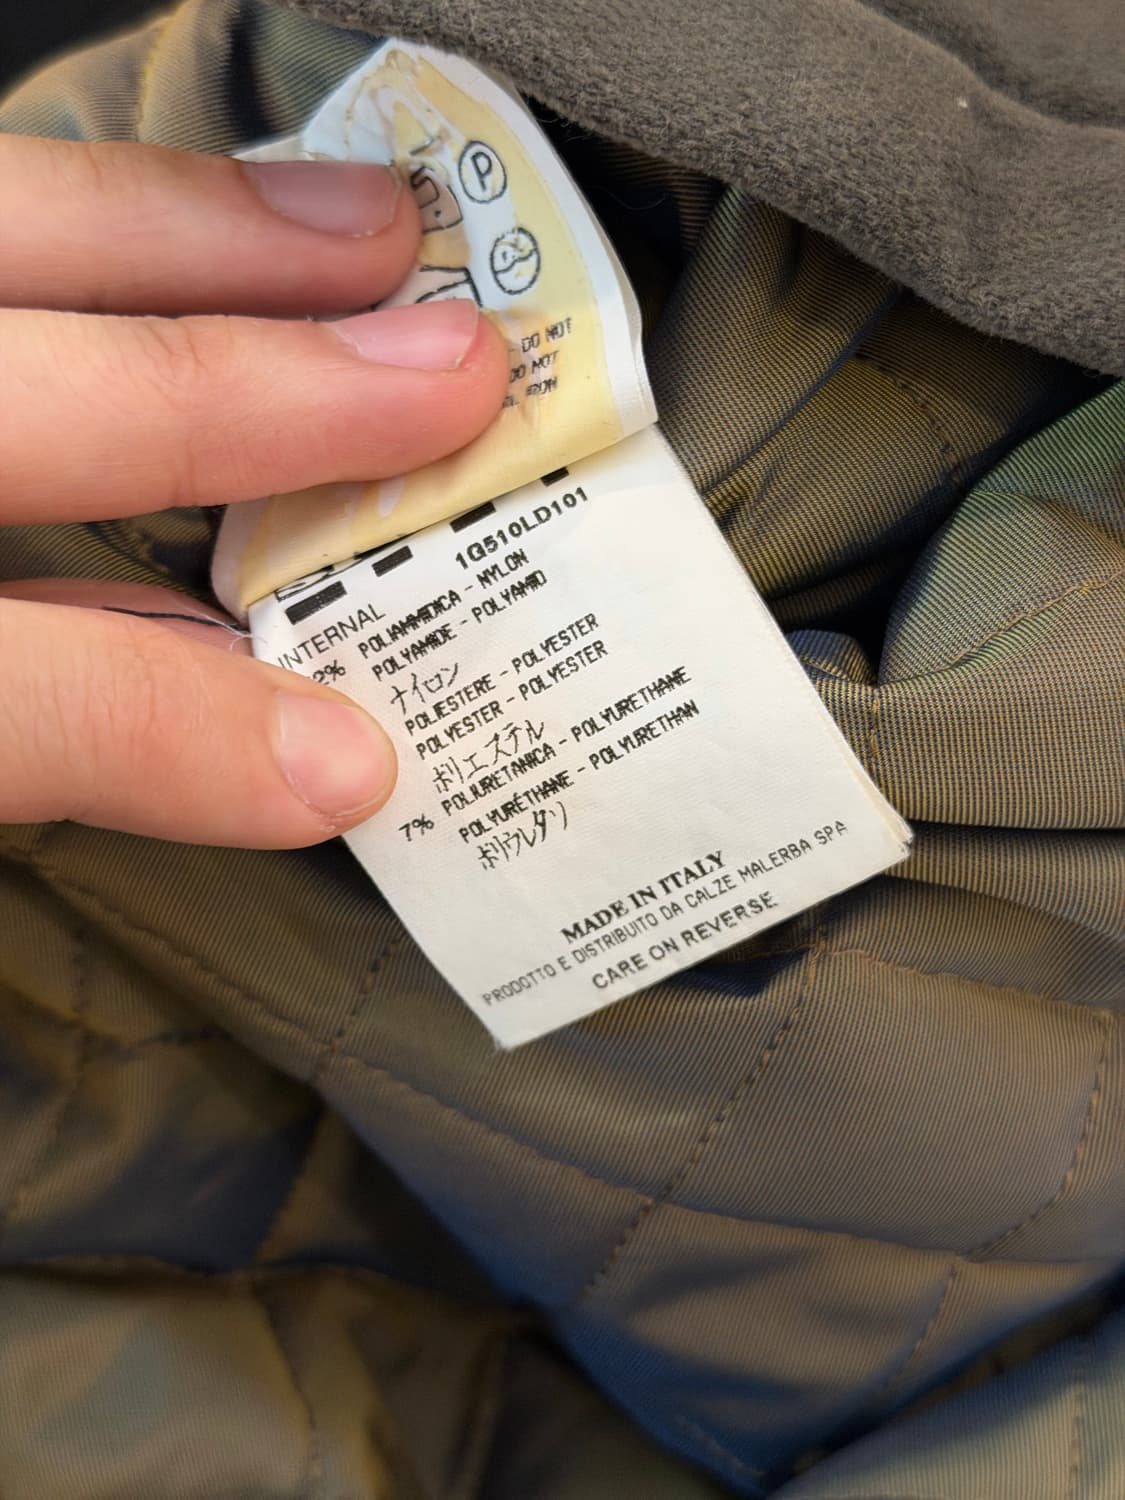 P
DO NOT
DO NOT
IRON
1G510LD101
INTERNAL
2% POLIAMMIDICA - NYLON
POLYAMIDE - POLYAMID
ナイロン
POLIESTERE - POLYESTER
POLYESTER - POLYESTER
ポリエステル
7% POLIURETANICA - POLYURETHANE
POLYURÉTHANE - POLYURETHAN
ポリウレタン
MADE IN ITALY
PRODOTTO E DISTRIBUITO DA CALZE MALERBA SPA
CARE ON REVERSE